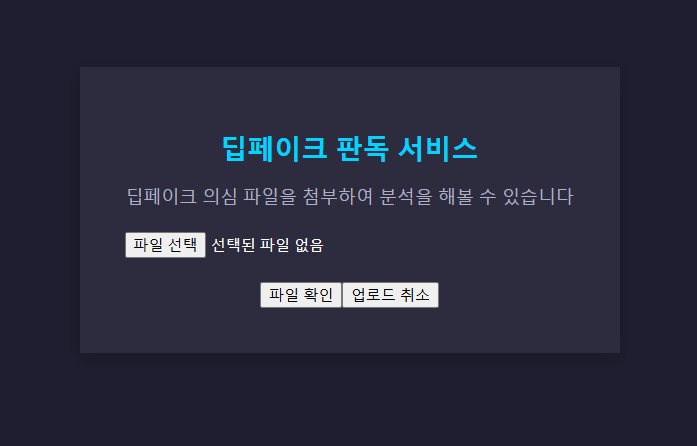 딥페이크 판독 서비스
딥페이크 의심 파일을 첨부하여 분석을 해볼 수 있습니다
파일 선택 선택된 파일 없음
파일 확인 업로드 취소